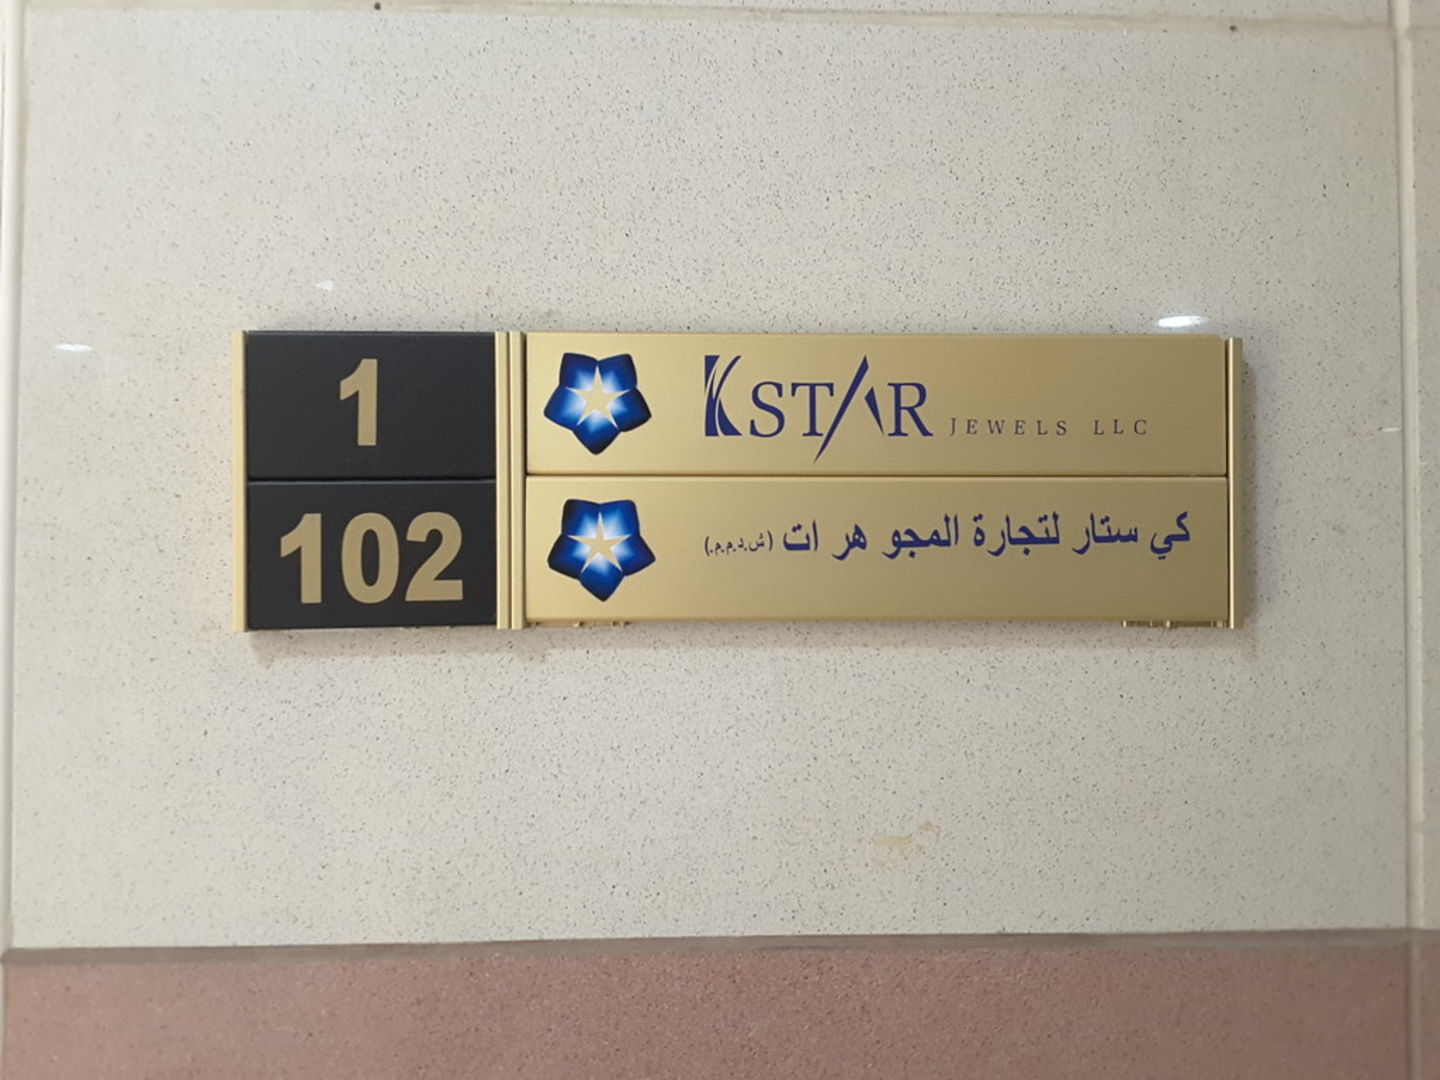 1
KSTAR JEWELS LLC
102
كي ستار لتجارة المجو هر ات (ش.د.م.م.)